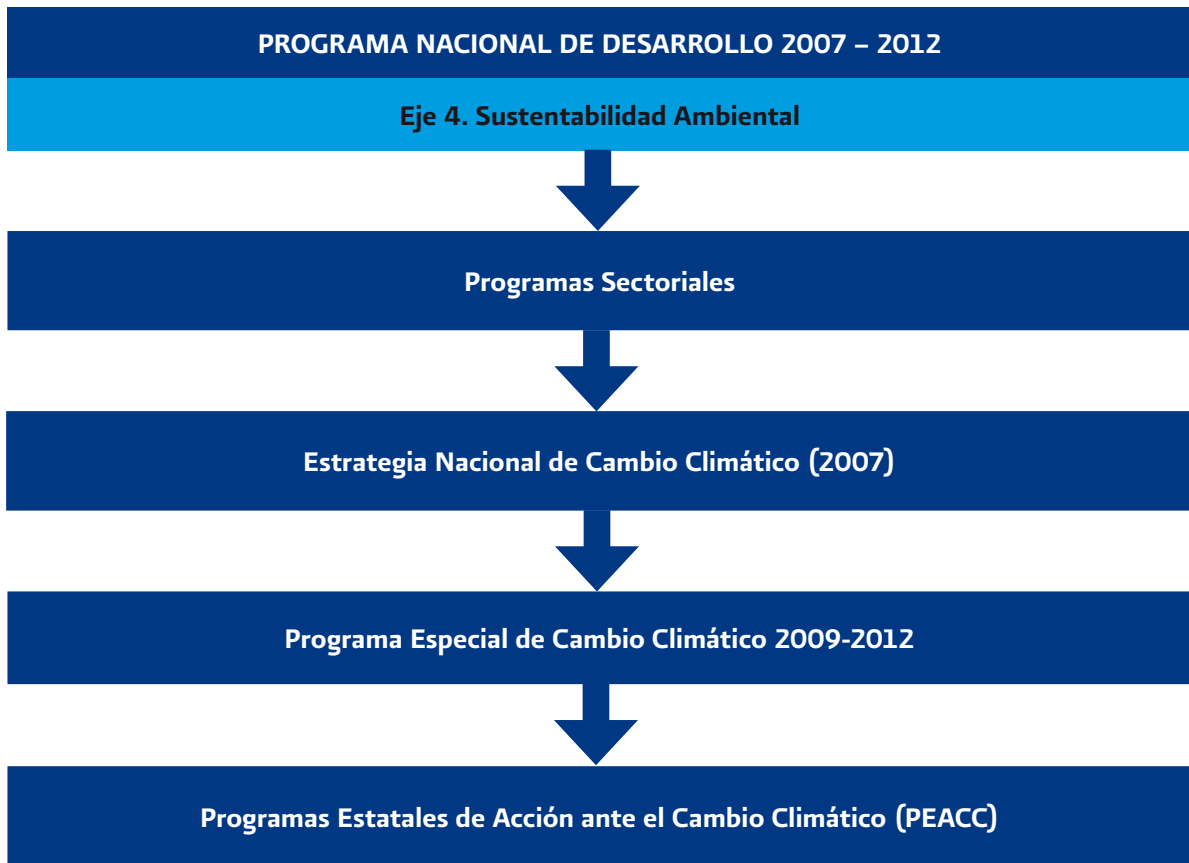 PROGRAMA NACIONAL DE DESARROLLO 2007 – 2012
Eje 4. Sustentabilidad Ambiental
Programas Sectoriales
Estrategia Nacional de Cambio Climático (2007)
Programa Especial de Cambio Climático 2009-2012
Programas Estatales de Acción ante el Cambio Climático (PEACC)